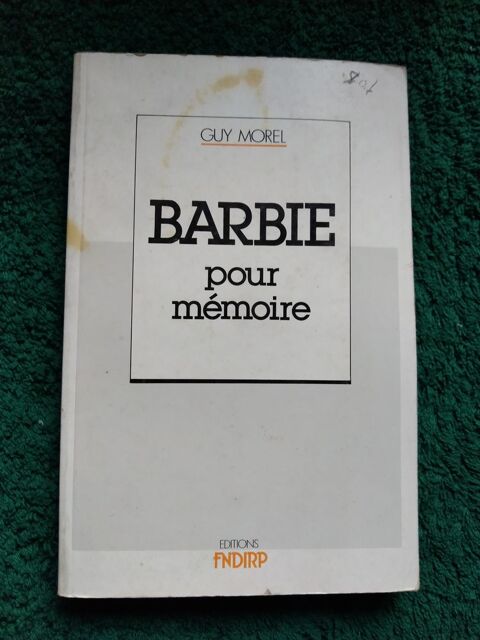 GUY MOREL
BARBIE
pour
mémoire
EDITIONS
FNDIRP